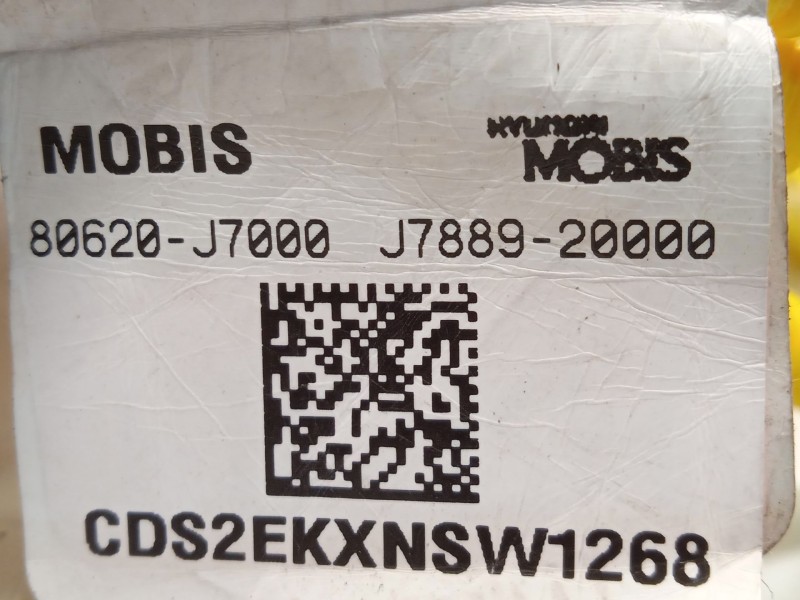 MOBIS
HYUNDAI
MOBIS
80620-J7000 J7889-20000
CDS2EKXNSW1268